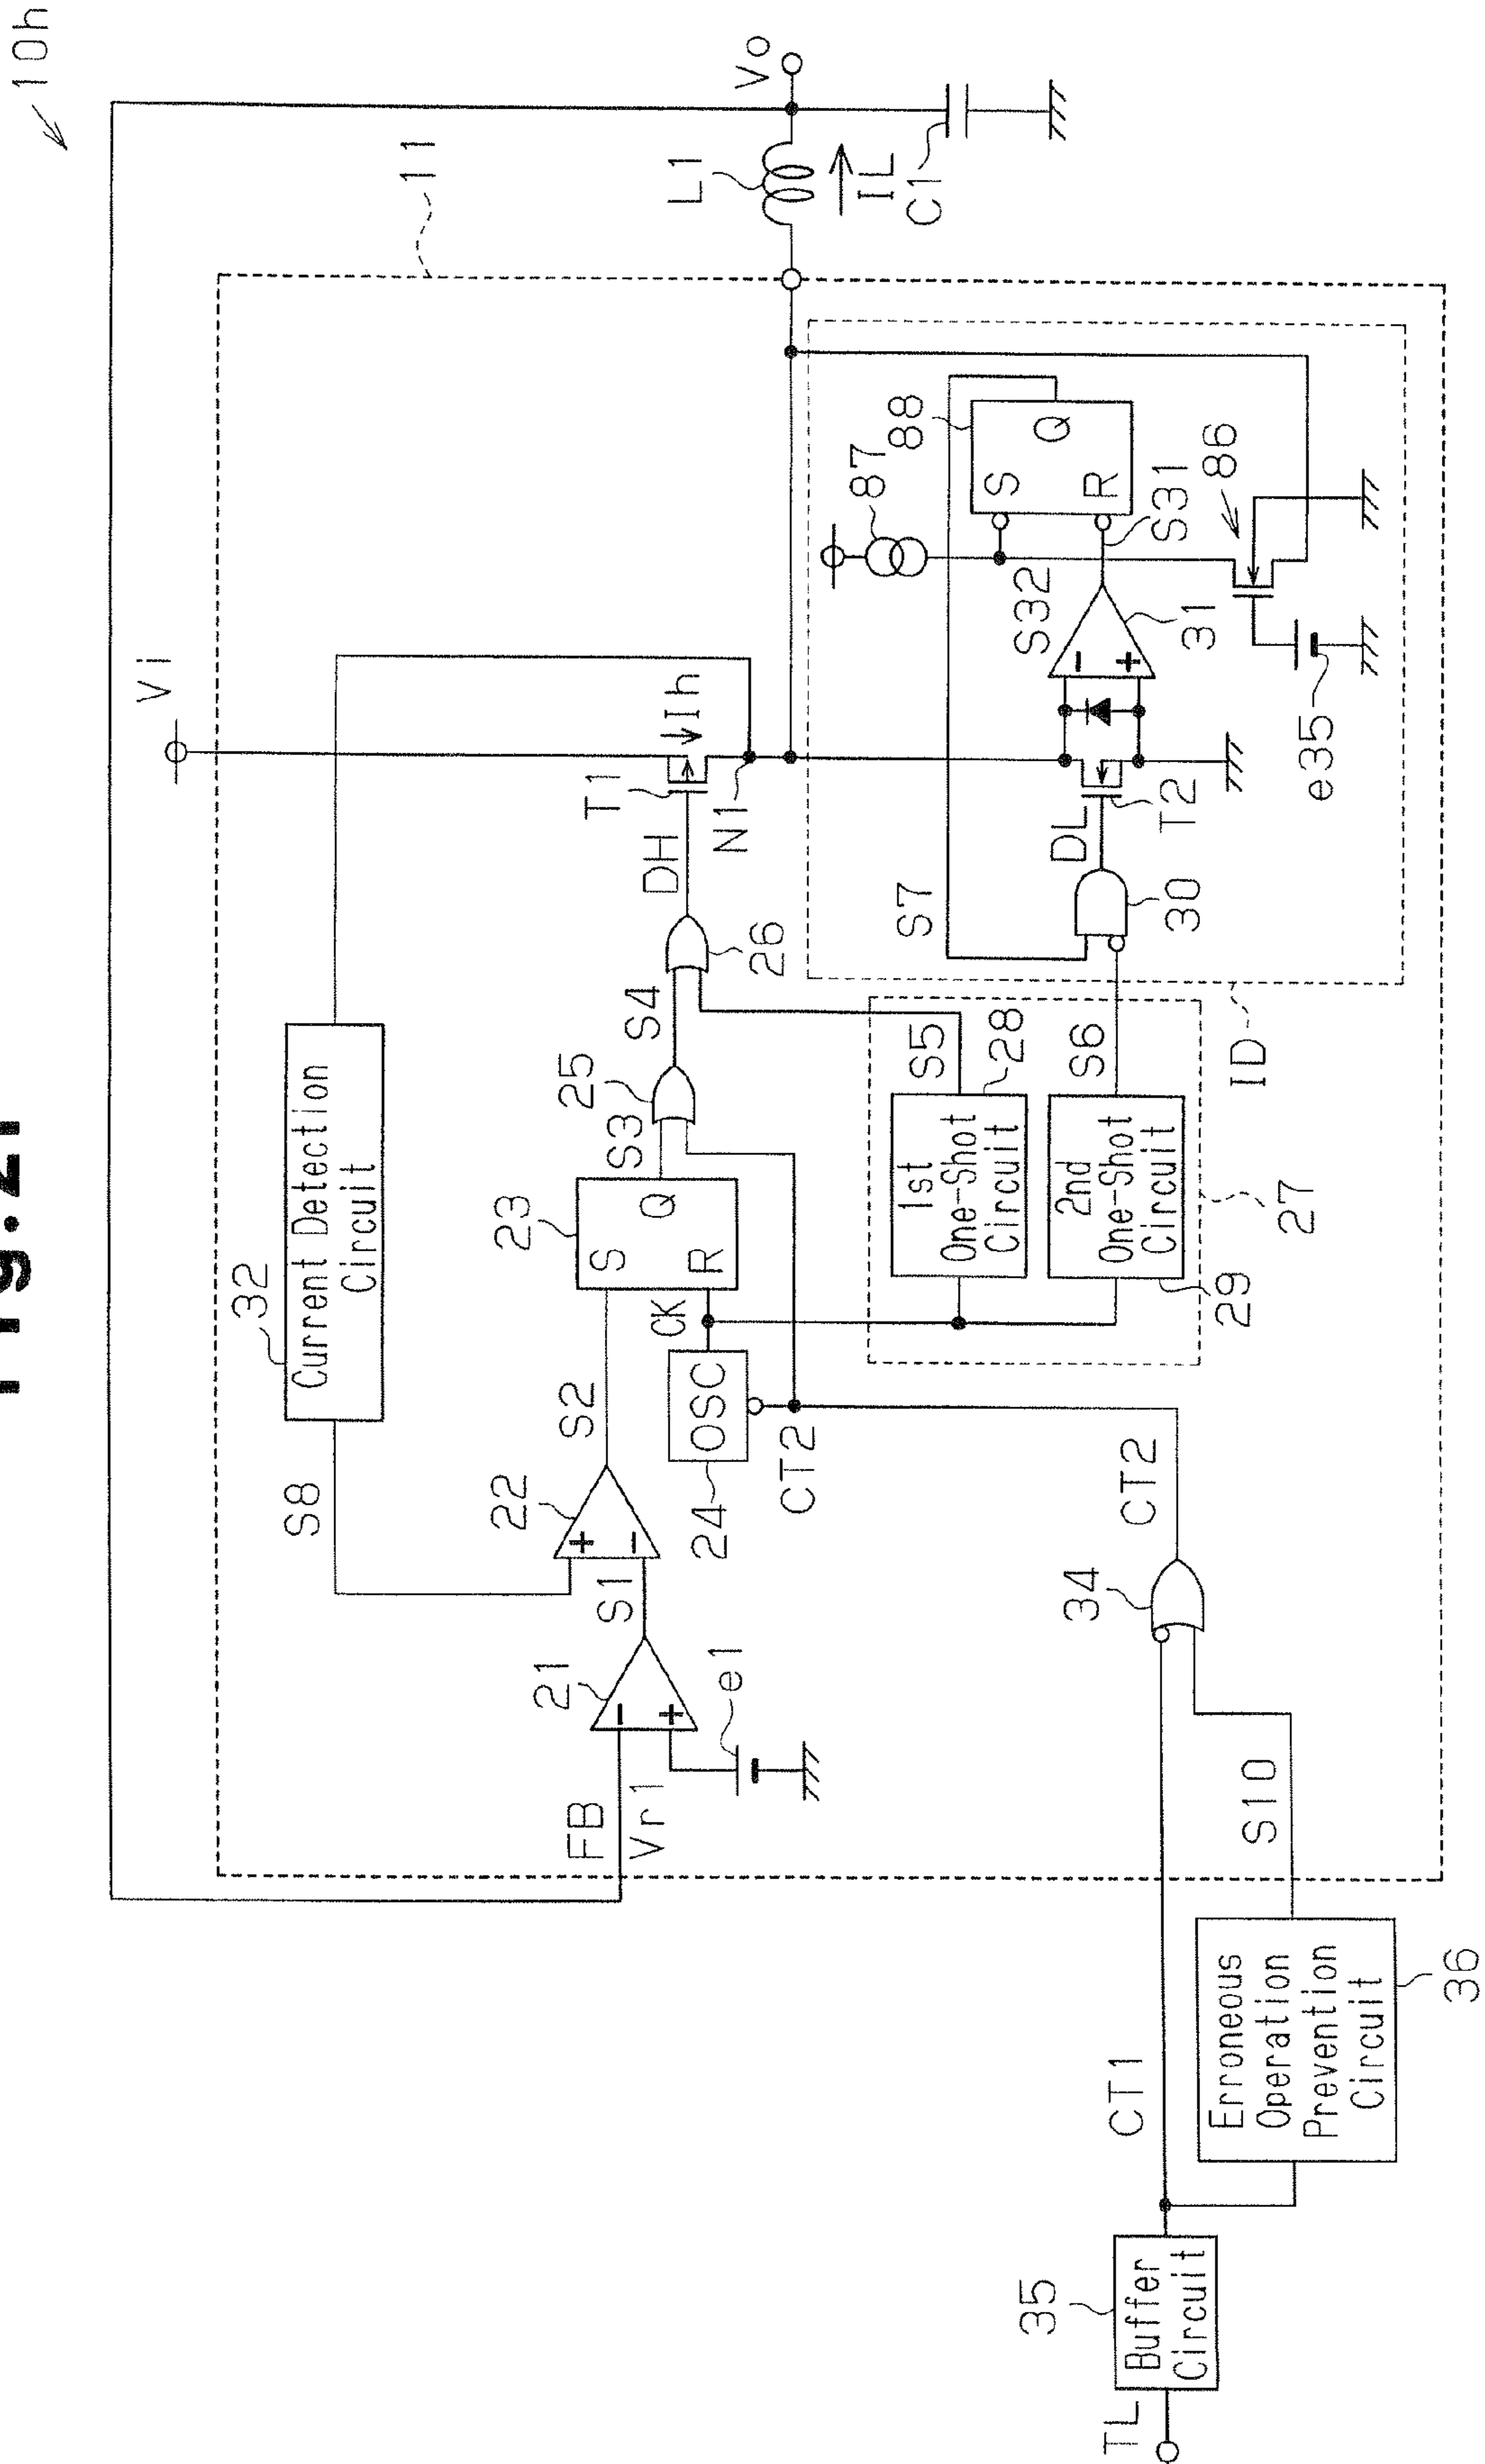 Fig.21
10h
11
Vi
Vo
L1
IL
C1
32
Current Detection
Circuit
S8
T1
Ih
N1
DH
26
S4
25
S3
23
S
R
Q
CK
S2
22
+
−
S1
21
−
+
FB
Vr1
e1
OSC
24
CT2
S5
28
1st
One-Shot
Circuit
S6
2nd
One-Shot
Circuit
29
27
ID
S7
30
DL
T2
−
+
31
S32
S31
87
88
S
R
Q
86
e35
CT2
34
S10
CT1
Erroneous
Operation
Prevention
Circuit
36
35
Buffer
Circuit
TL